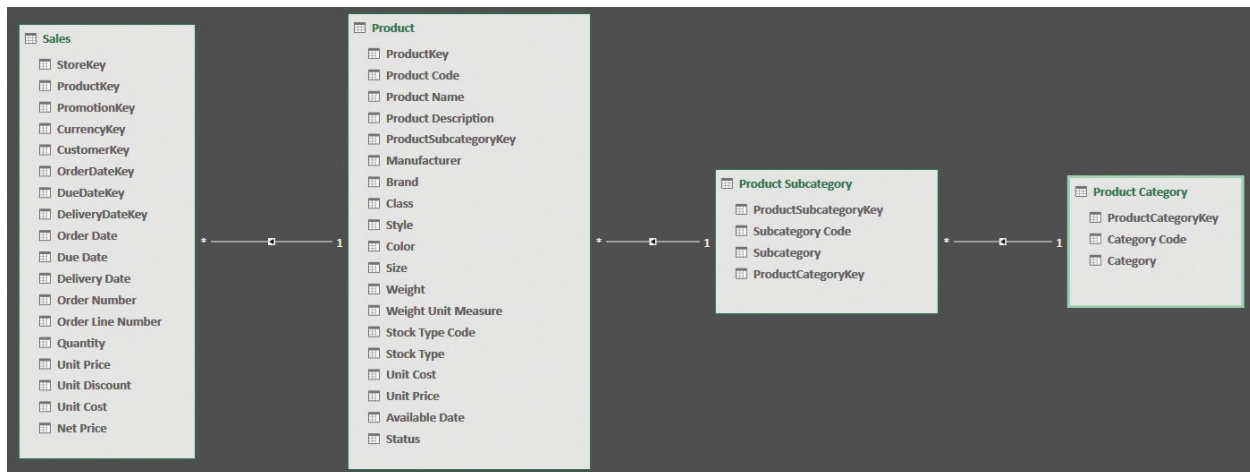 Sales
StoreKey
ProductKey
PromotionKey
CurrencyKey
CustomerKey
OrderDateKey
DueDateKey
DeliveryDateKey
Order Date
Due Date
Delivery Date
Order Number
Order Line Number
Quantity
Unit Price
Unit Discount
Unit Cost
Net Price
* 1
Product
ProductKey
Product Code
Product Name
Product Description
ProductSubcategoryKey
Manufacturer
Brand
Class
Style
Color
Size
Weight
Weight Unit Measure
Stock Type Code
Stock Type
Unit Cost
Unit Price
Available Date
Status
* 1
Product Subcategory
ProductSubcategoryKey
Subcategory Code
Subcategory
ProductCategoryKey
* 1
Product Category
ProductCategoryKey
Category Code
Category